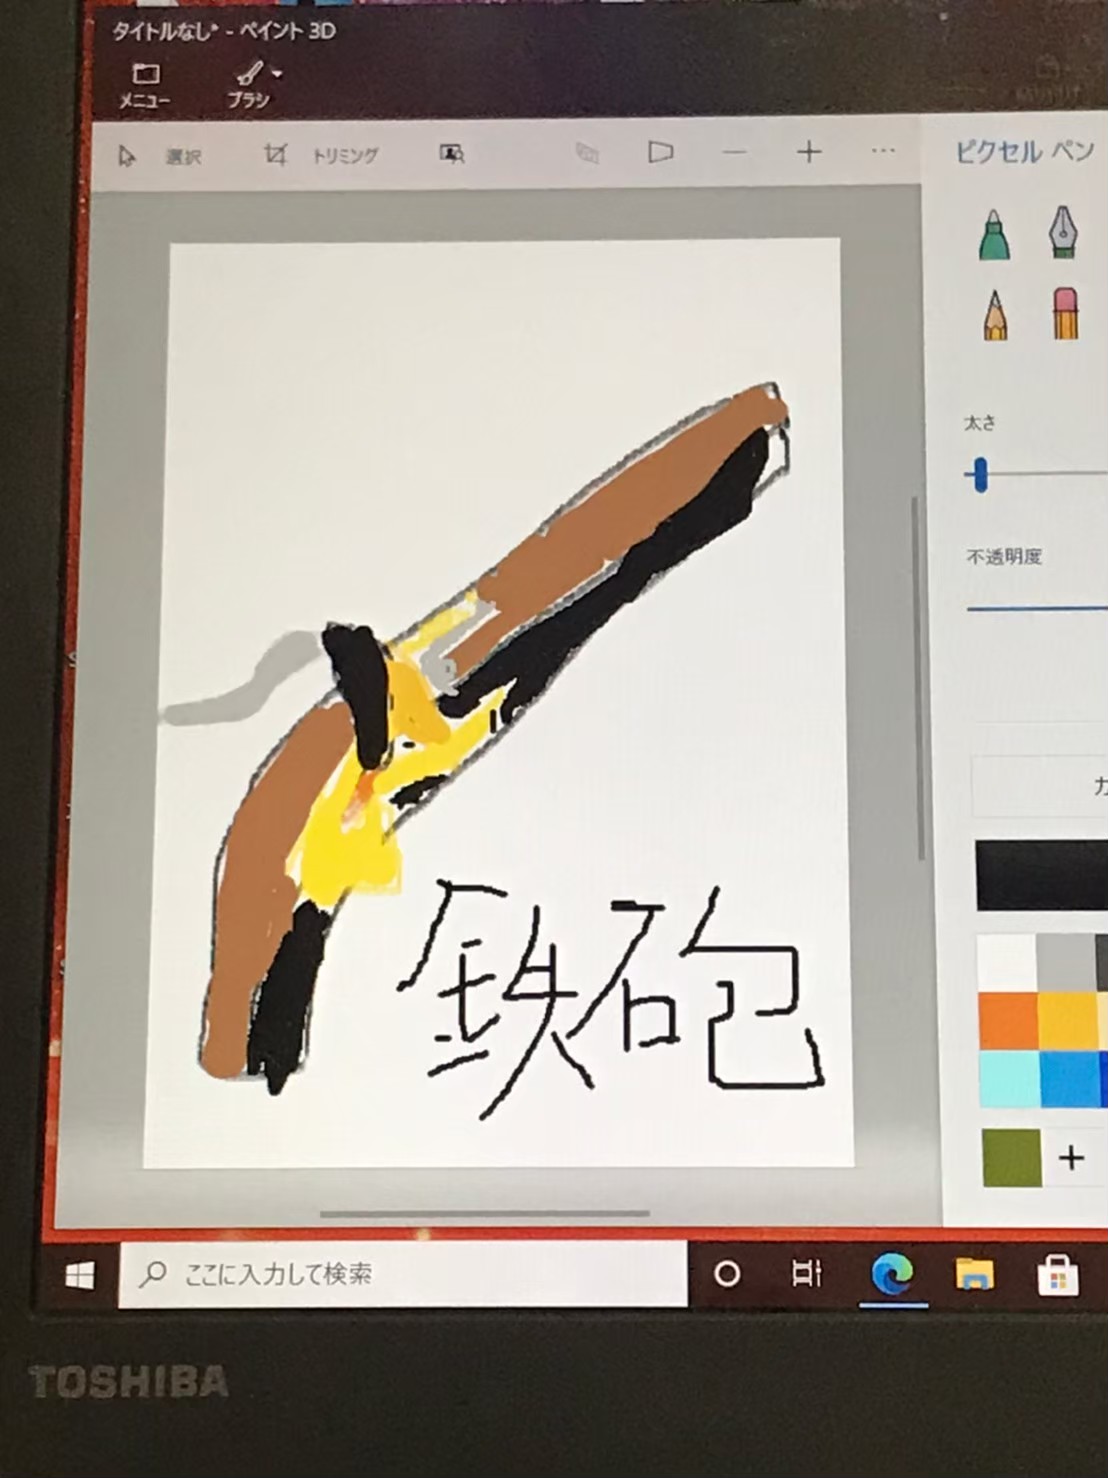 タイトルなし* - ペイント 3D
メニュー
ブラシ
選択
トリミング
ピクセル ペン
太さ
不透明度
カ
鉄砲
ここに入力して検索
TOSHIBA